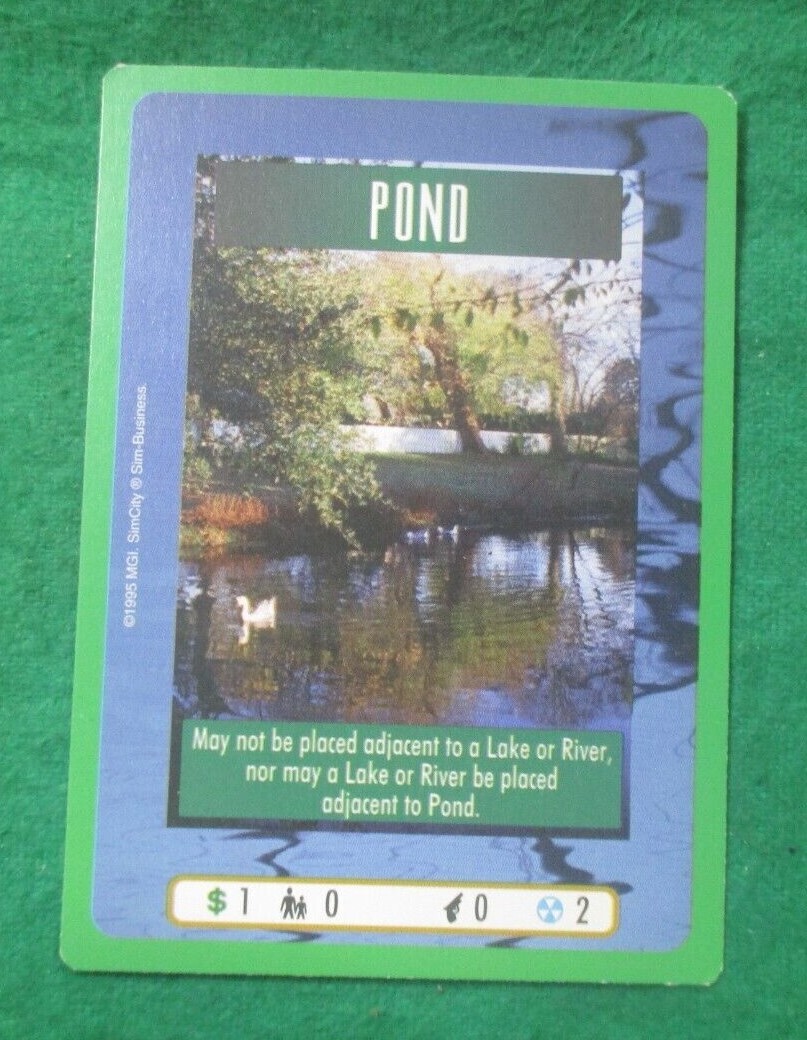 POND
©1995 MGI. SimCity ® Sim-Business.
May not be placed adjacent to a Lake or River,
nor may a Lake or River be placed
adjacent to Pond.
$ 1 0 0 2